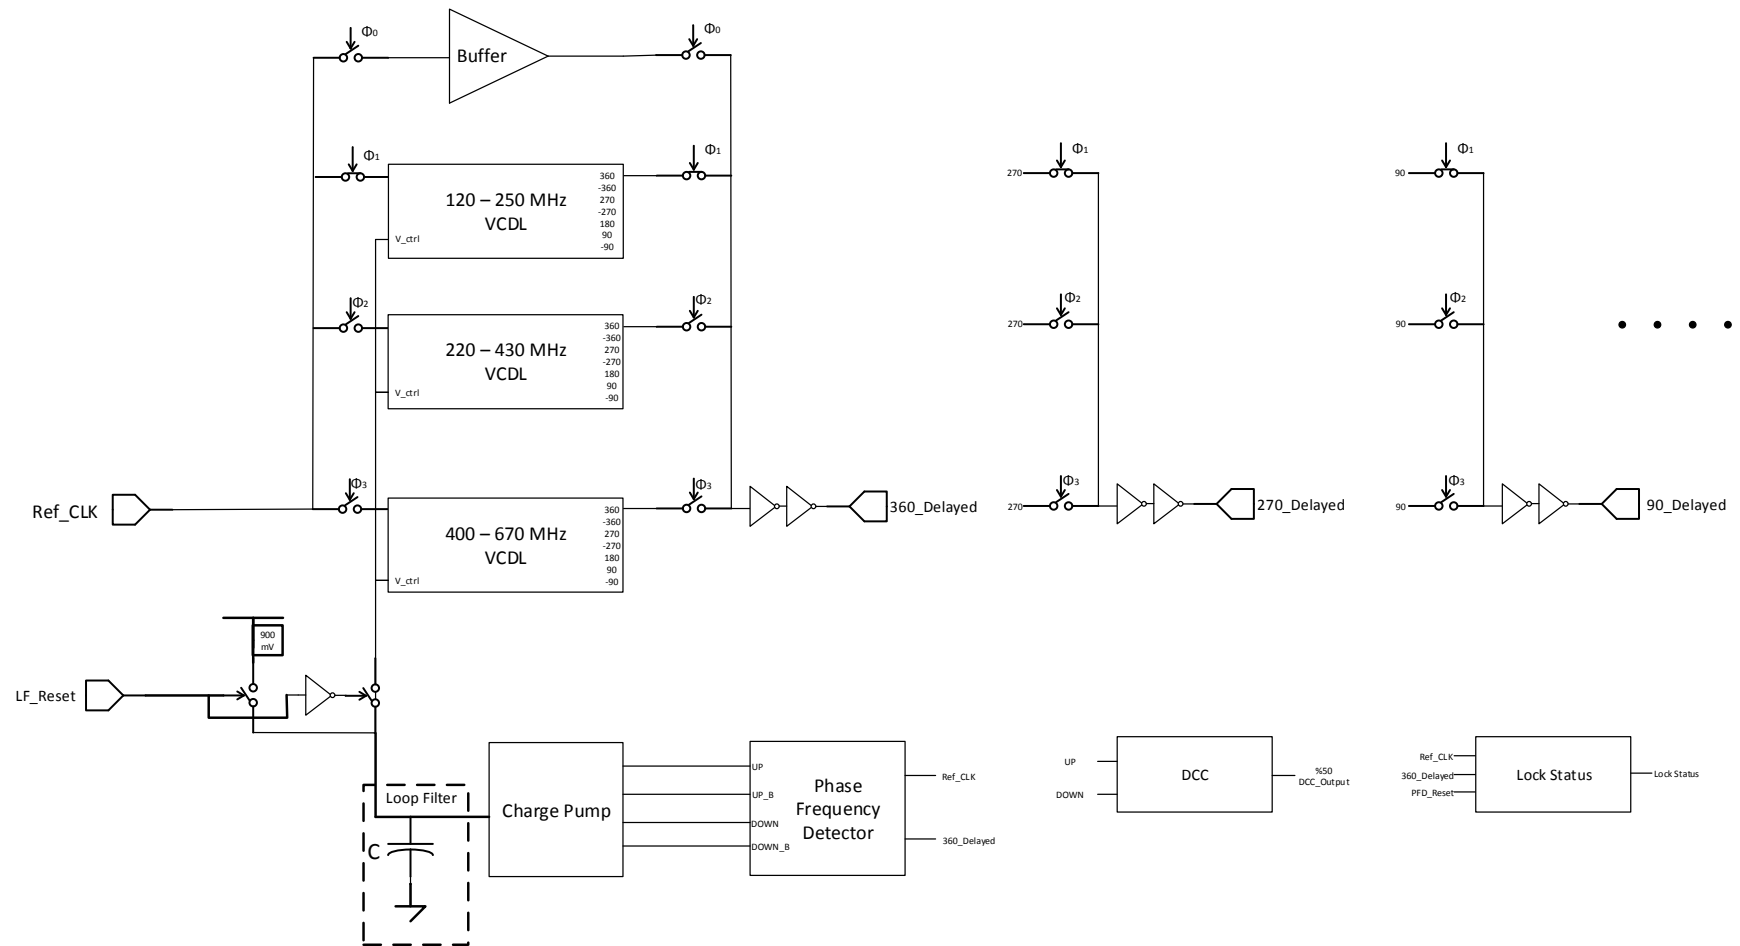 Φ0
Φ0
Buffer
Φ1
Φ1
Φ1
Φ1
120 – 250 MHz
VCDL
V_ctrl
360
-360
270
-270
180
90
-90
270
90
Φ2
Φ2
Φ2
Φ2
220 – 430 MHz
VCDL
V_ctrl
360
-360
270
-270
180
90
-90
270
90
Φ3
Φ3
Φ3
Φ3
Ref_CLK
400 – 670 MHz
VCDL
V_ctrl
360
-360
270
-270
180
90
-90
360_Delayed
270
270_Delayed
90
90_Delayed
900
mV
LF_Reset
Loop Filter
C
Charge Pump
UP
UP_B
DOWN
DOWN_B
Phase
Frequency
Detector
Ref_CLK
360_Delayed
UP
DOWN
DCC
%50
DCC_Output
Ref_CLK
360_Delayed
PFD_Reset
Lock Status
Lock Status